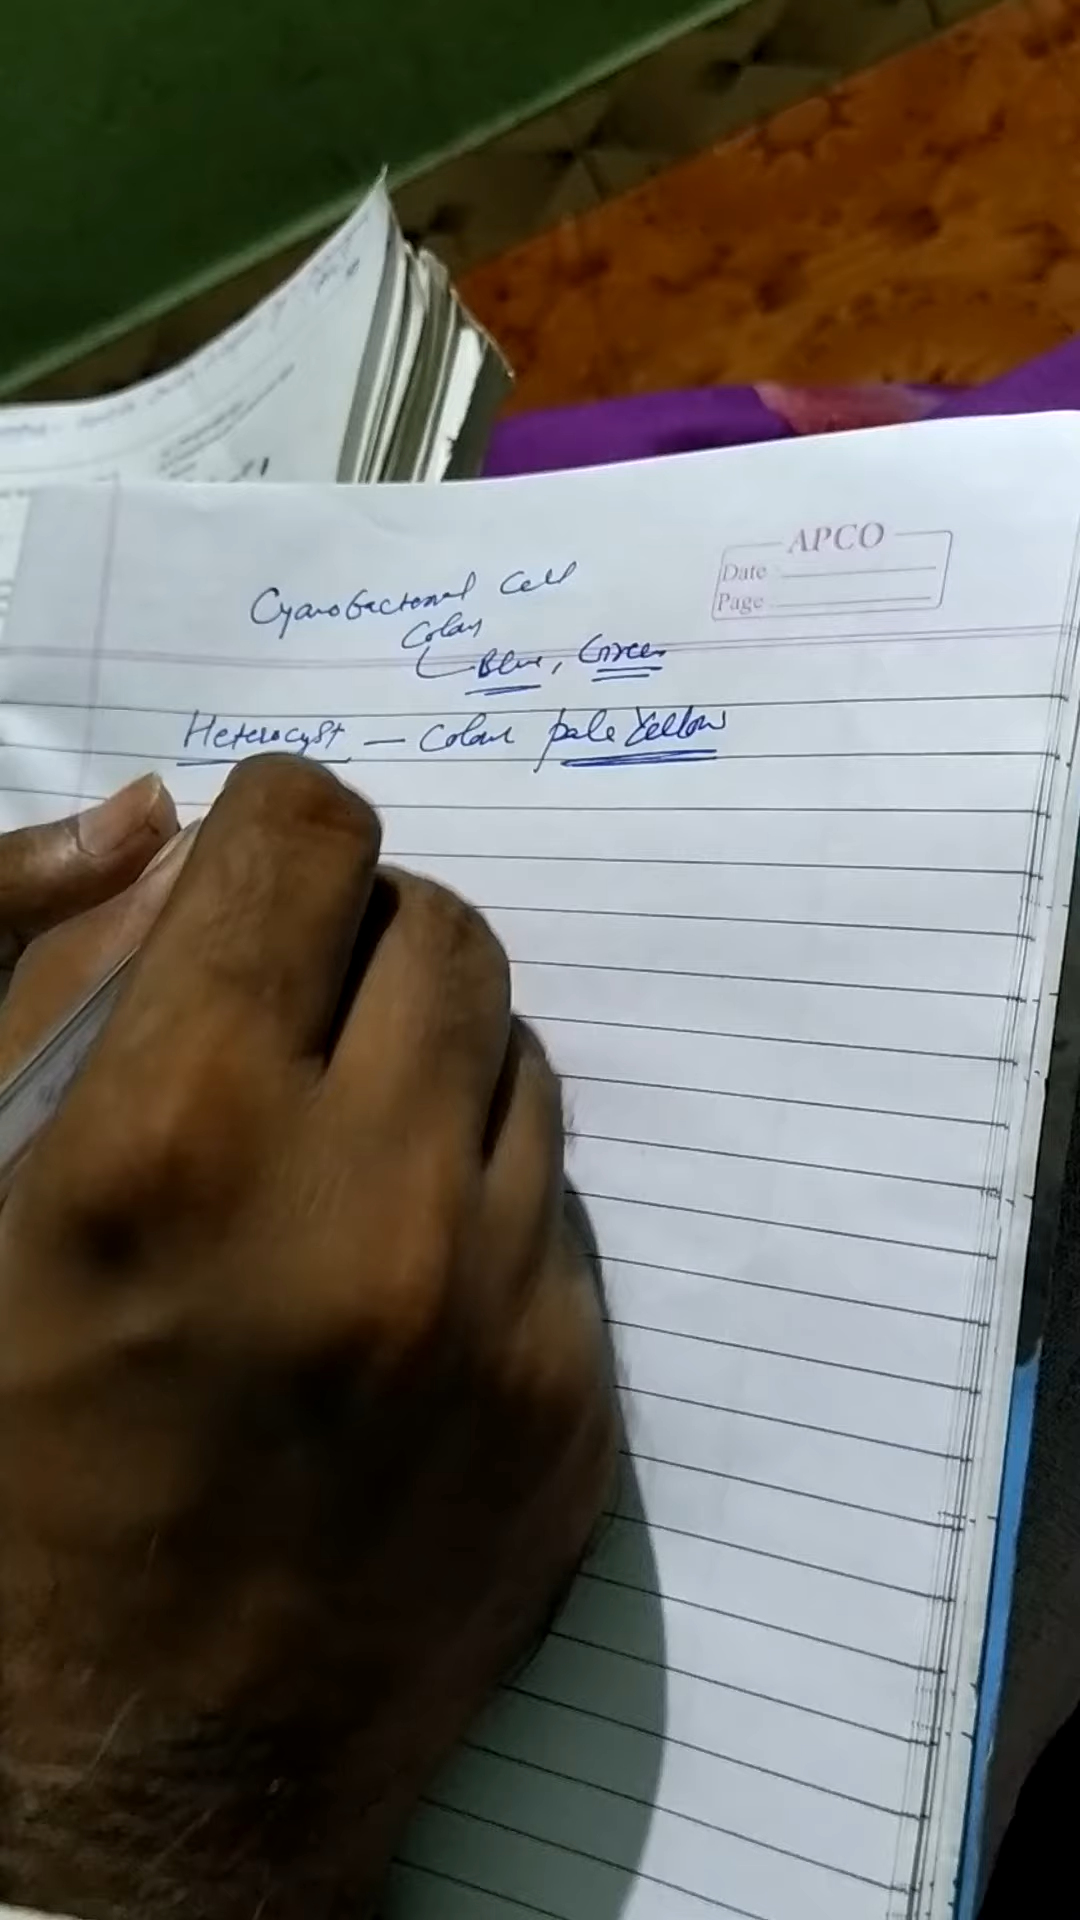 APCO
Date
Page
Cyanobacterial Cell
Colour
Blue, Green
Heterocyst — Colour pale Yellow